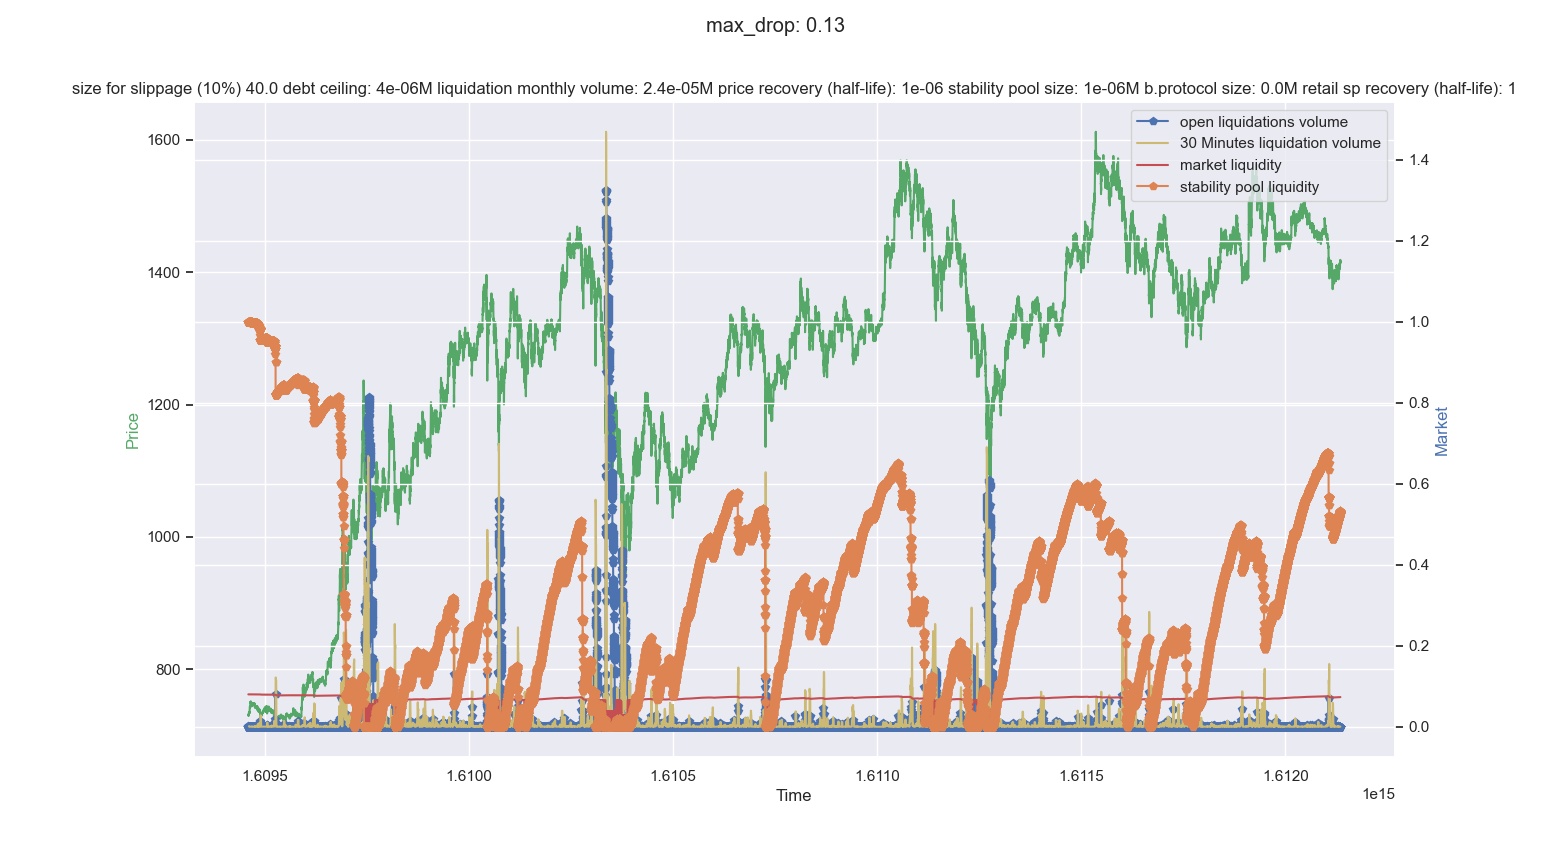 max_drop: 0.13
size for slippage (10%) 40.0 debt ceiling: 4e-06M liquidation monthly volume: 2.4e-05M price recovery (half-life): 1e-06 stability pool size: 1e-06M b.protocol size: 0.0M retail sp recovery (half-life): 1
open liquidations volume
30 Minutes liquidation volume
market liquidity
stability pool liquidity
1600
1400
1200
1000
800
Price
1.4
1.2
1.0
0.8
0.6
0.4
0.2
0.0
Market
1.6095
1.6100
1.6105
1.6110
1.6115
1.6120
1e15
Time